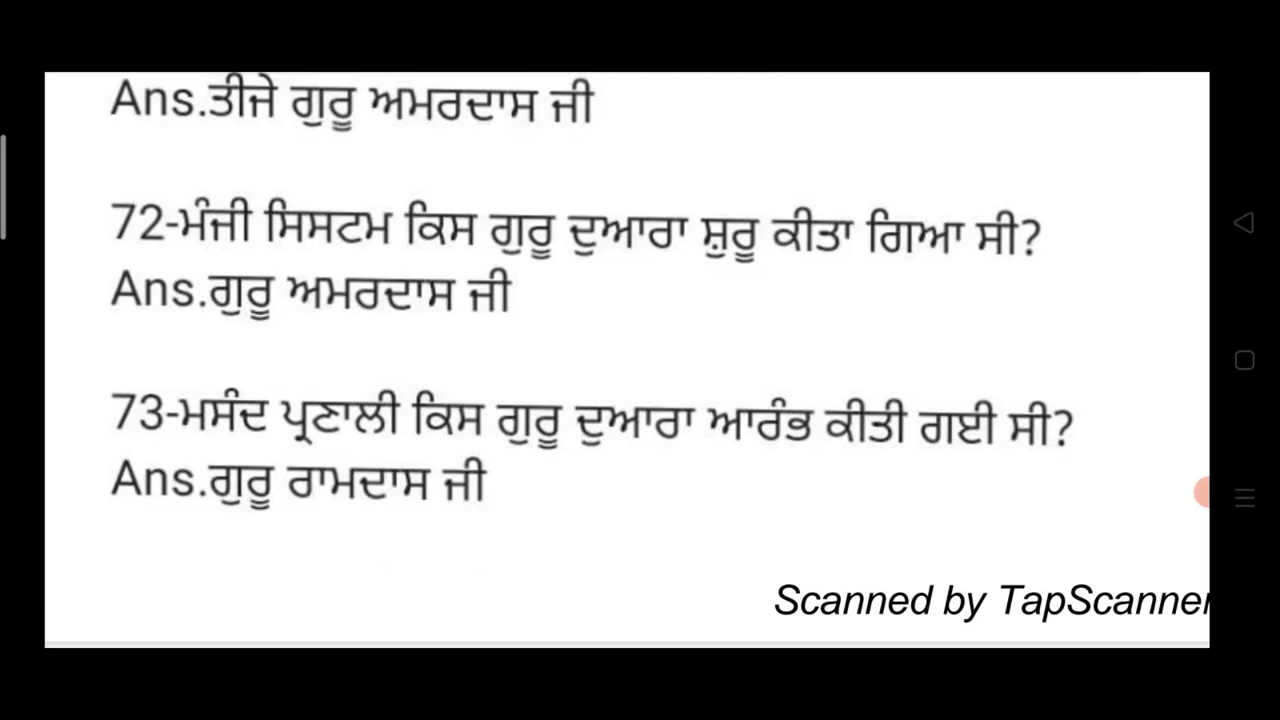 Ans.ਤੀਜੇ ਗੁਰੂ ਅਮਰਦਾਸ ਜੀ
72-ਮੰਜੀ ਸਿਸਟਮ ਕਿਸ ਗੁਰੂ ਦੁਆਰਾ ਸ਼ੁਰੂ ਕੀਤਾ ਗਿਆ ਸੀ?
Ans.ਗੁਰੂ ਅਮਰਦਾਸ ਜੀ
73-ਮਸੰਦ ਪ੍ਰਣਾਲੀ ਕਿਸ ਗੁਰੂ ਦੁਆਰਾ ਆਰੰਭ ਕੀਤੀ ਗਈ ਸੀ?
Ans.ਗੁਰੂ ਰਾਮਦਾਸ ਜੀ
Scanned by TapScanner